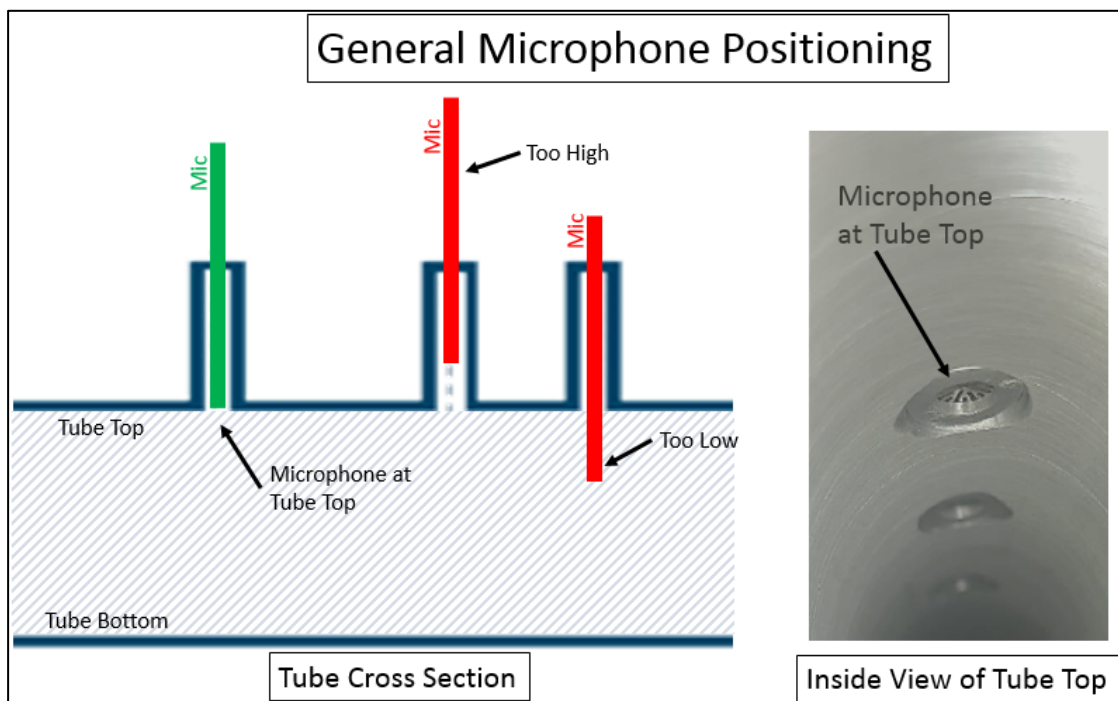 General Microphone Positioning
Mic
Mic
Too High
Mic
Microphone
at Tube Top
Tube Top
Too Low
Microphone at
Tube Top
Tube Bottom
Tube Cross Section
Inside View of Tube Top